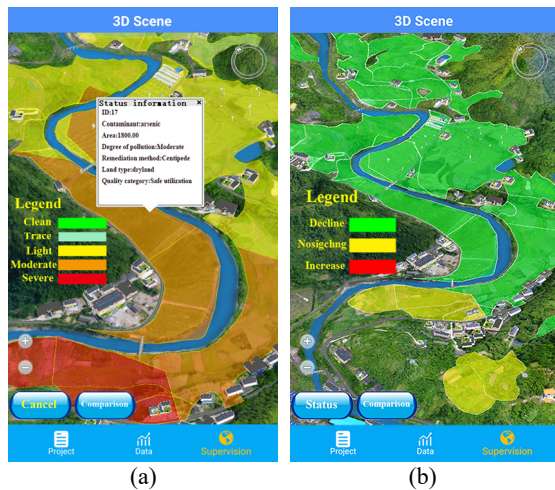 3D Scene
Status information ×
ID:17
Contaminant:arsenic
Area:1800.00
Degree of pollution:Moderate
Remediation method:Centipede
Land type:dryland
Quality category:Safe utilization
Legend
Clean
Trace
Light
Moderate
Severe
+
−
Cancel
Comparison
Project
Data
Supervision
(a)
3D Scene
Legend
Decline
Nosigchng
Increase
+
−
Status
Comparison
Project
Data
Supervision
(b)